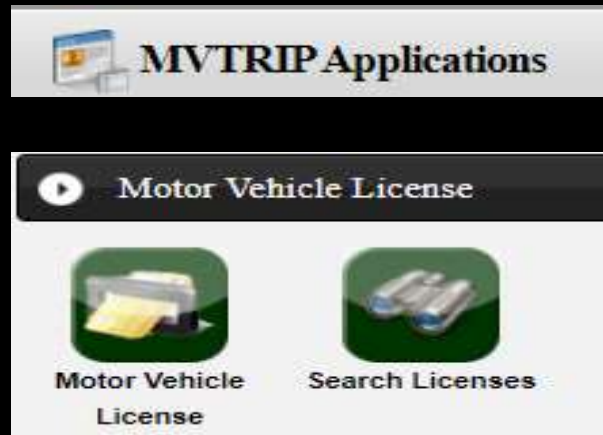 MVTRIP Applications
Motor Vehicle License
Motor Vehicle
License
Search Licenses